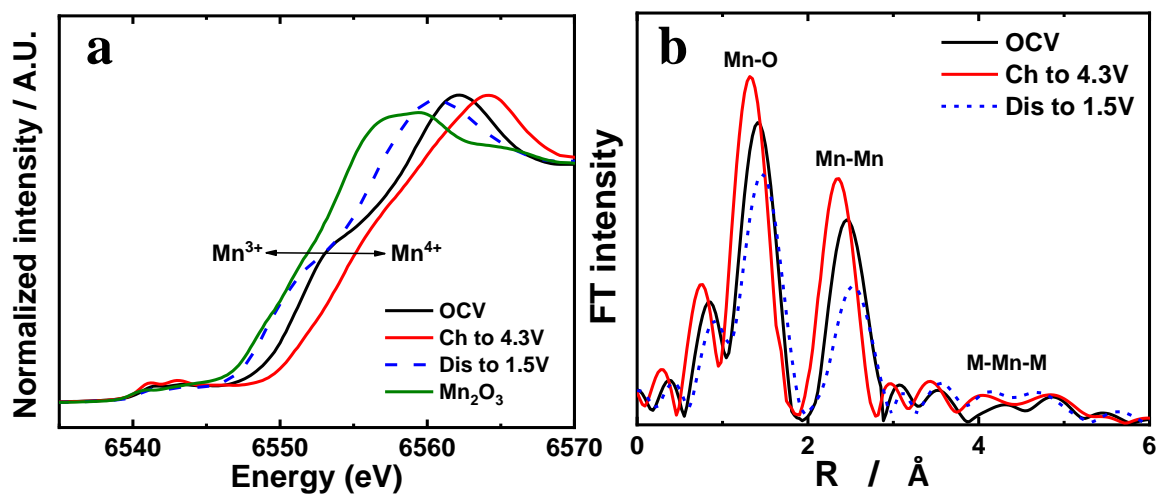 a
Normalized intensity / A.U.
Mn³⁺
Mn⁴⁺
OCV
Ch to 4.3V
Dis to 1.5V
Mn₂O₃
6540 6550 6560 6570
Energy (eV)
b
FT intensity
Mn-O
Mn-Mn
M-Mn-M
OCV
Ch to 4.3V
Dis to 1.5V
0 2 4 6
R / Å